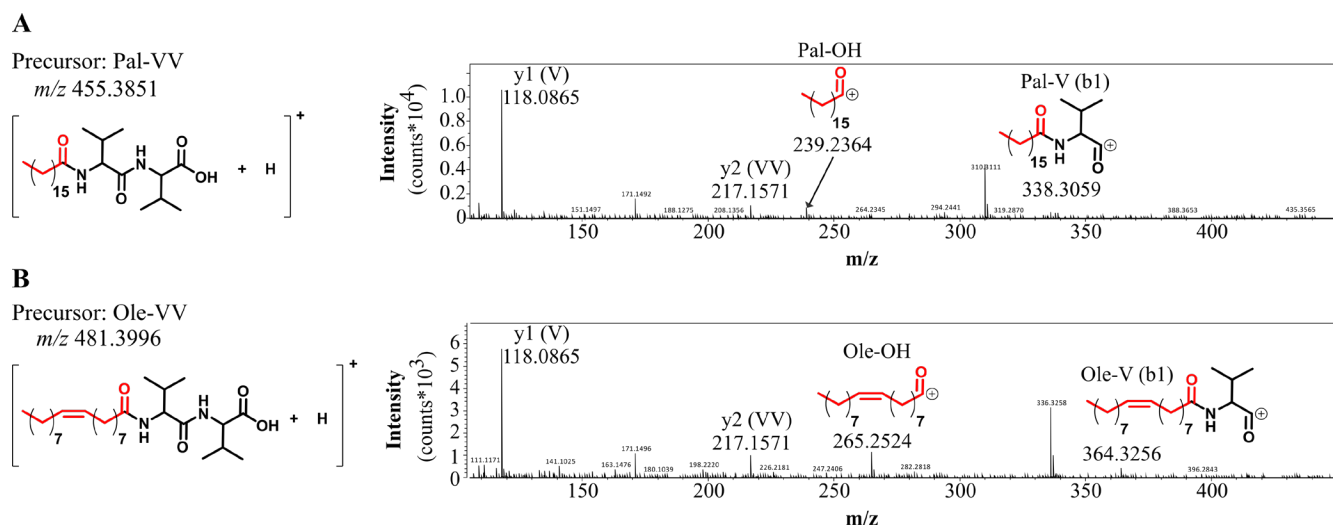 A
Precursor: Pal-VV
m/z 455.3851
O
N
H
15
O
H
N
O
OH
+ H
+
Intensity
(counts*10^4)
1.0
0.8
0.6
0.4
0.2
0
y1 (V)
118.0865
151.1497
171.1492
188.1275
208.1356
y2 (VV)
217.1571
Pal-OH
O
+
15
239.2364
264.2345
294.2441
310.3111
319.2870
Pal-V (b1)
O
N
H
15
O
+
338.3059
388.3653
435.3565
150
200
250
300
350
400
m/z
B
Precursor: Ole-VV
m/z 481.3996
7
7
O
N
H
O
H
N
O
OH
+ H
+
Intensity
(counts*10^3)
6
5
4
3
2
1
0
y1 (V)
118.0865
111.1171
141.1025
163.1476
171.1496
180.1039
198.2220
y2 (VV)
217.1571
226.2181
247.2406
Ole-OH
O
+
7
7
265.2524
282.2818
336.3258
Ole-V (b1)
7
7
O
N
H
O
+
364.3256
396.2843
150
200
250
300
350
400
m/z